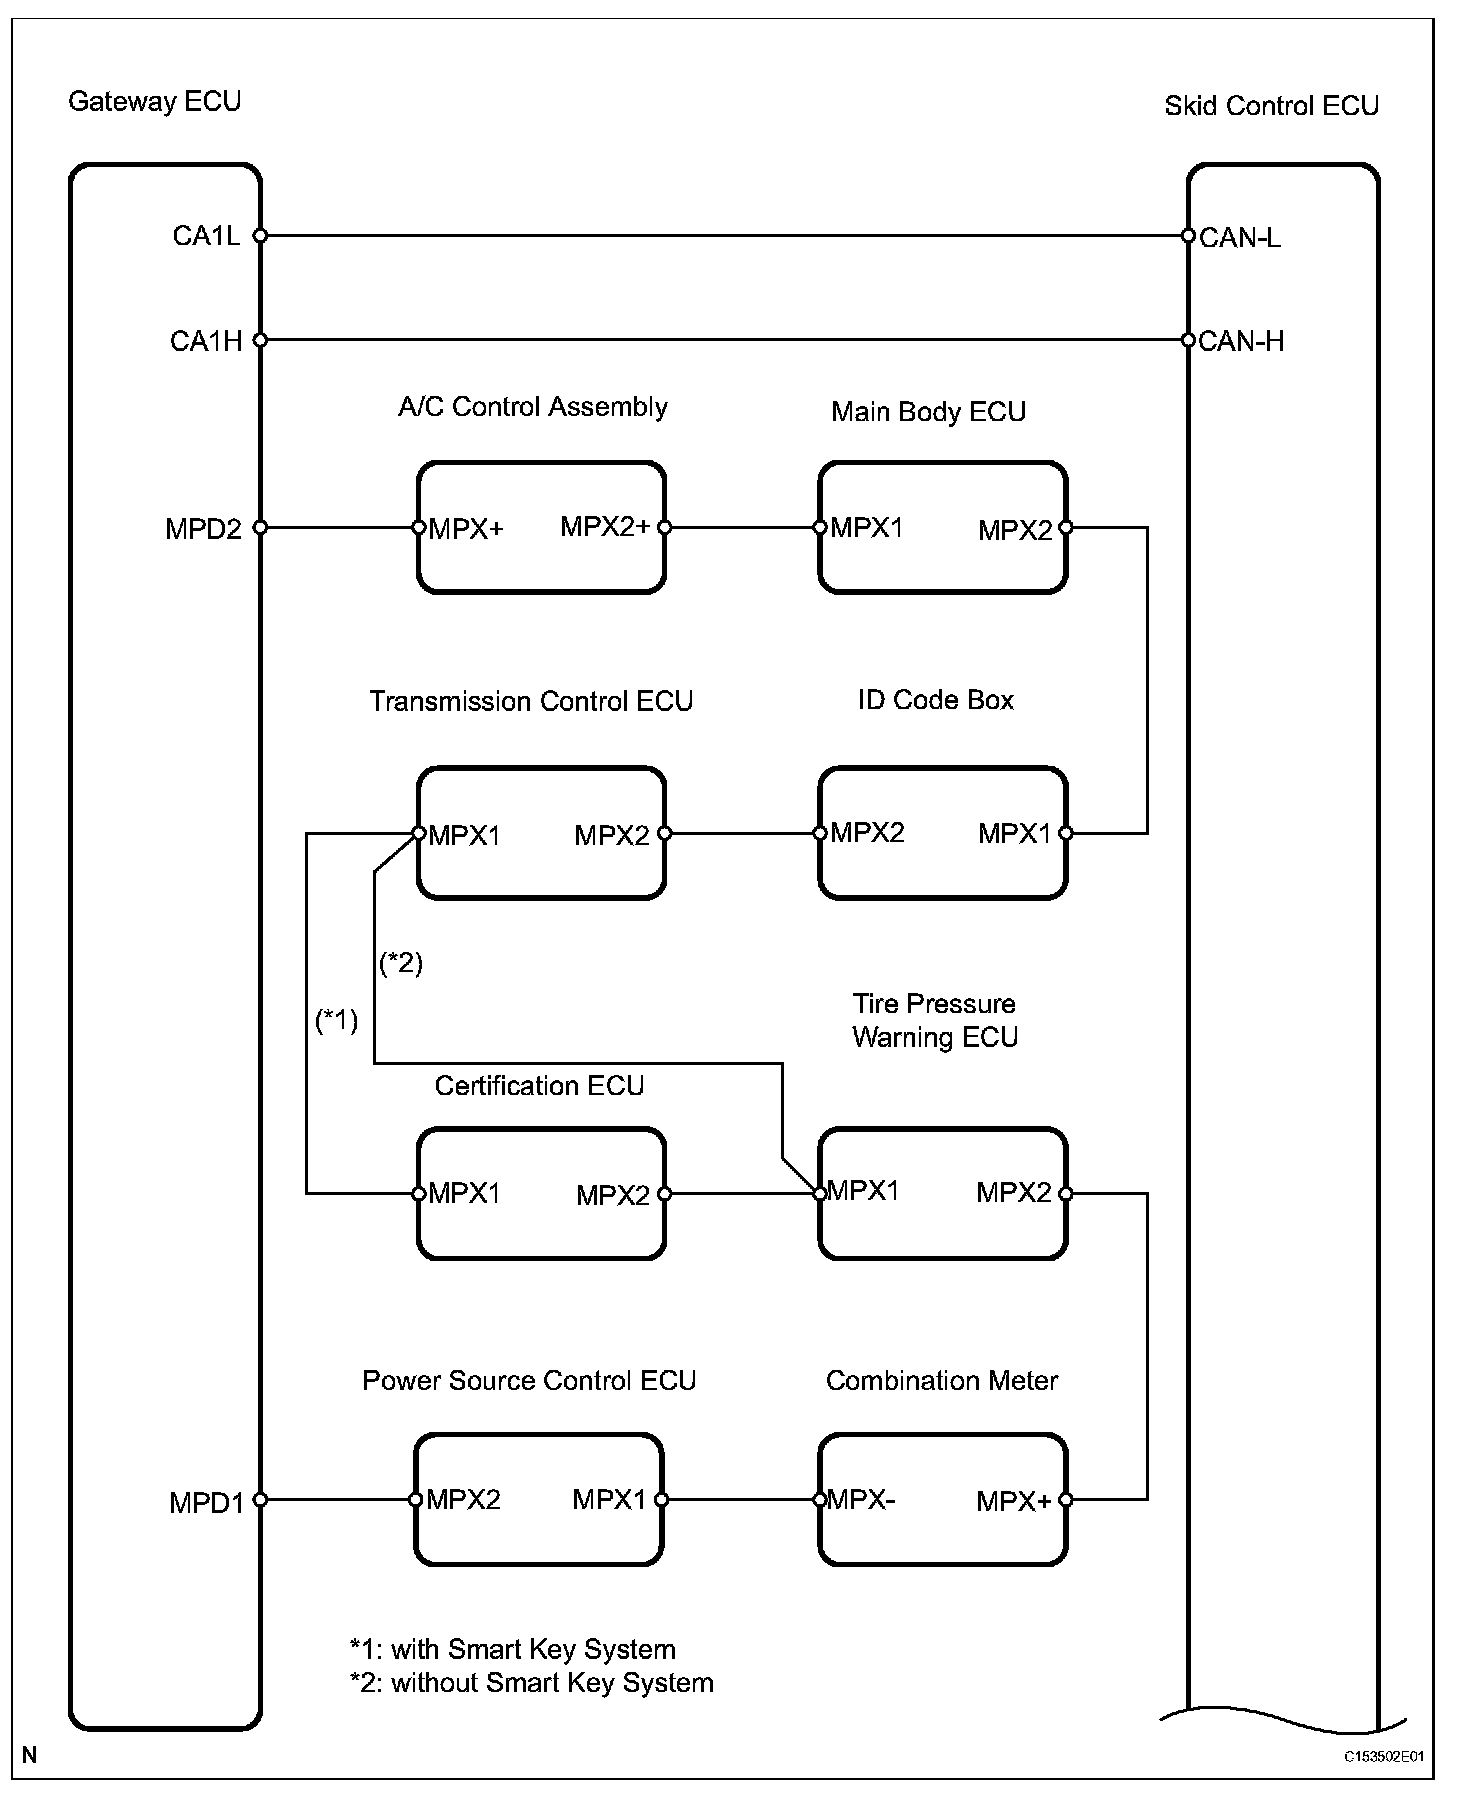 Gateway ECU
Skid Control ECU
CA1L
CAN-L
CA1H
CAN-H
A/C Control Assembly
Main Body ECU
MPD2
MPX+
MPX2+
MPX1
MPX2
Transmission Control ECU
ID Code Box
MPX1
MPX2
MPX2
MPX1
(*2)
(*1)
Tire Pressure
Warning ECU
Certification ECU
MPX1
MPX2
MPX1
MPX2
Power Source Control ECU
Combination Meter
MPD1
MPX2
MPX1
MPX-
MPX+
*1: with Smart Key System
*2: without Smart Key System
N
C153502E01